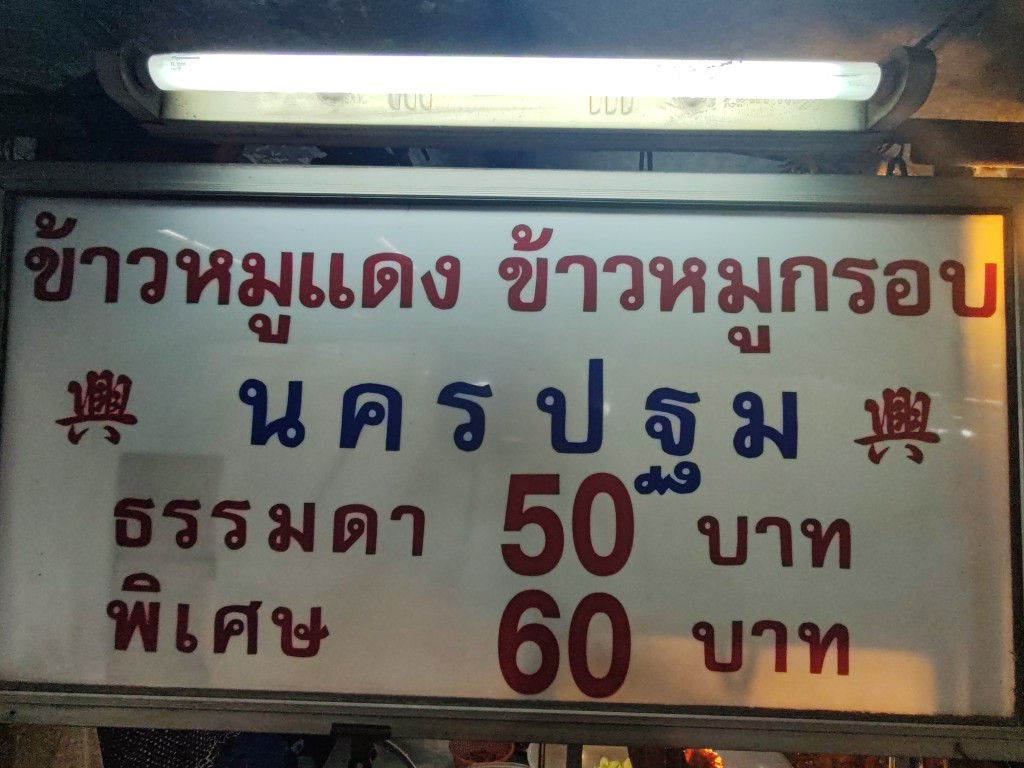 ข้าวหมูแดง ข้าวหมูกรอบ
興 นครปฐม 興
ธรรมดา 50 บาท
พิเศษ 60 บาท